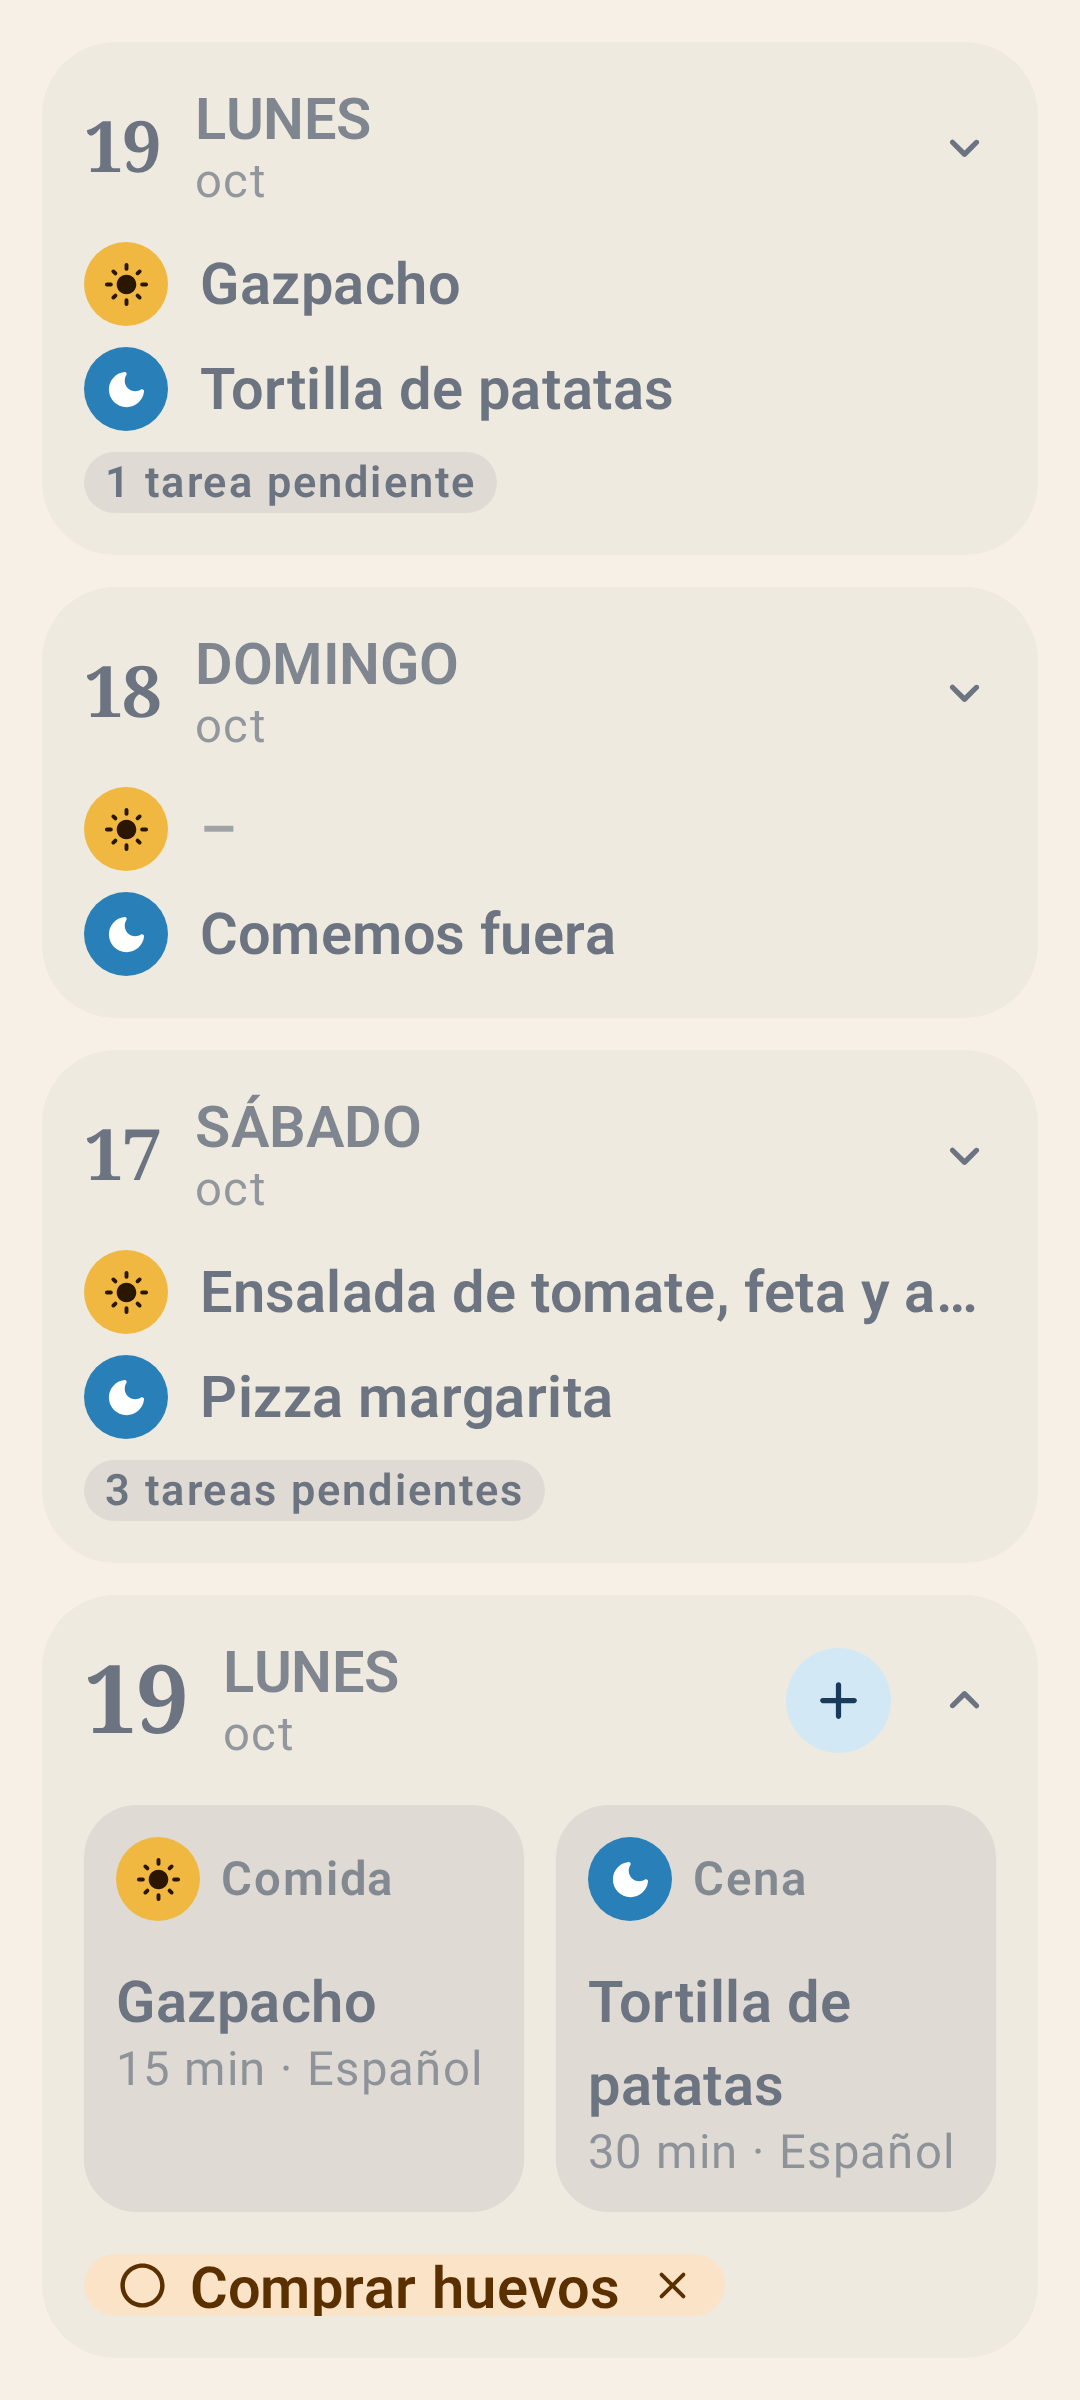 19
LUNES
oct
Gazpacho
Tortilla de patatas
1 tarea pendiente
18
DOMINGO
oct
–
Comemos fuera
17
SÁBADO
oct
Ensalada de tomate, feta y a…
Pizza margarita
3 tareas pendientes
19
LUNES
oct
Comida
Gazpacho
15 min · Español
Cena
Tortilla de
patatas
30 min · Español
Comprar huevos